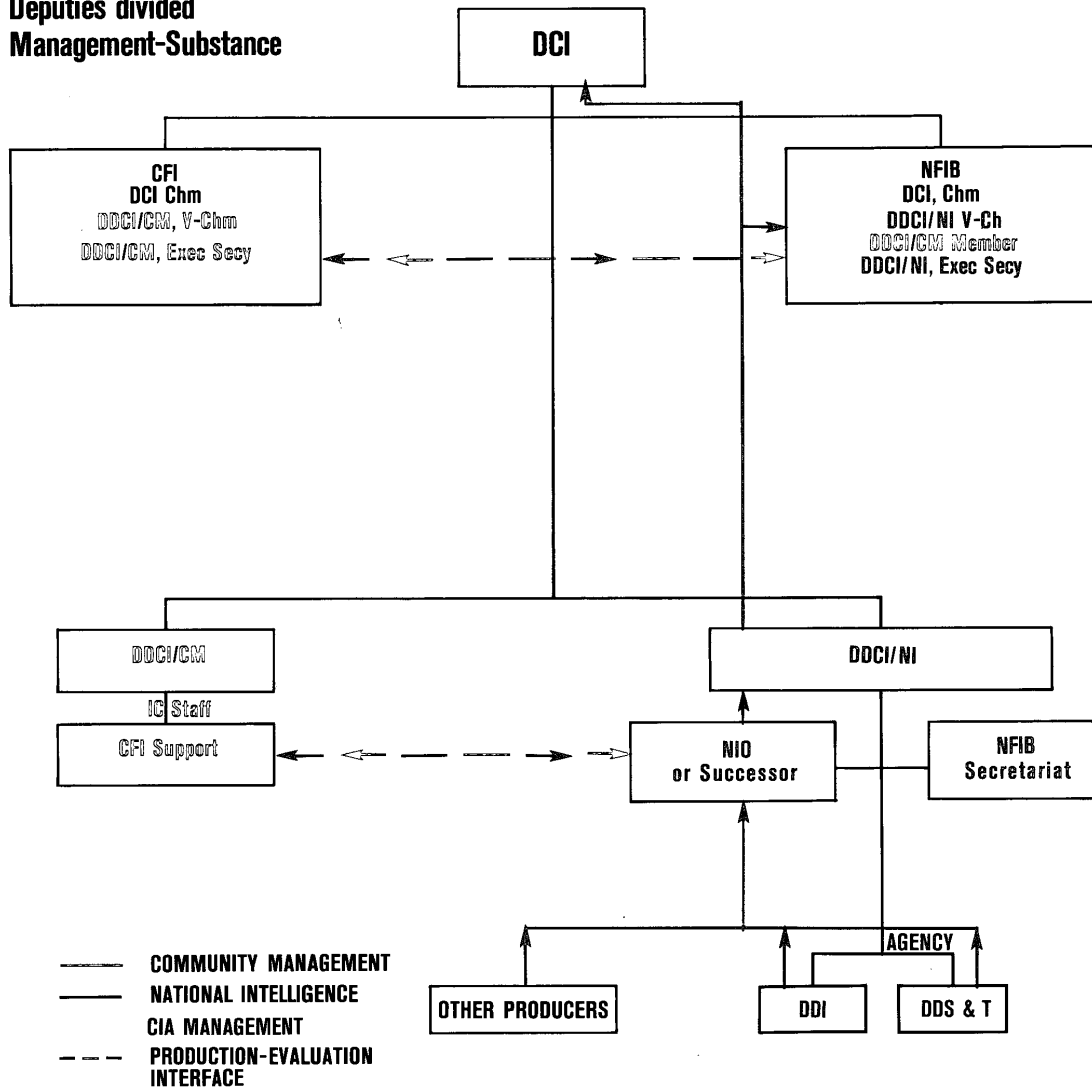 Deputies divided
Management-Substance
DCI
CFI
DCI Chm
DDCI/CM, V-Chm
DDCI/CM, Exec Secy
NFIB
DCI, Chm
DDCI/NI V-Ch
DDCI/CM Member
DDCI/NI, Exec Secy
DDCI/CM
IC Staff
CFI Support
DDCI/NI
NIO
or Successor
NFIB
Secretariat
AGENCY
OTHER PRODUCERS
DDI
DDS & T
COMMUNITY MANAGEMENT
NATIONAL INTELLIGENCE
CIA MANAGEMENT
PRODUCTION-EVALUATION
INTERFACE